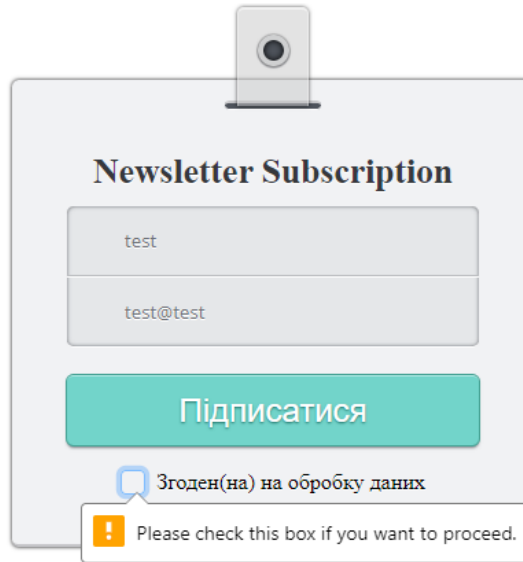 Newsletter Subscription
test
test@test
Підписатися
Згоден(на) на обробку даних
Please check this box if you want to proceed.